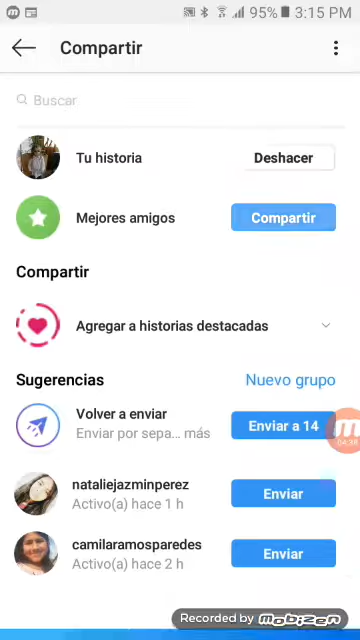 95% 3:15 PM
Compartir
Buscar
Tu historia
Deshacer
Mejores amigos
Compartir
Compartir
Agregar a historias destacadas
Sugerencias
Nuevo grupo
Volver a enviar
Enviar por sepa... más
Enviar a 14
04:38
nataliejazminperez
Activo(a) hace 1 h
Enviar
camilaramosparedes
Activo(a) hace 2 h
Enviar
Recorded by mobizen